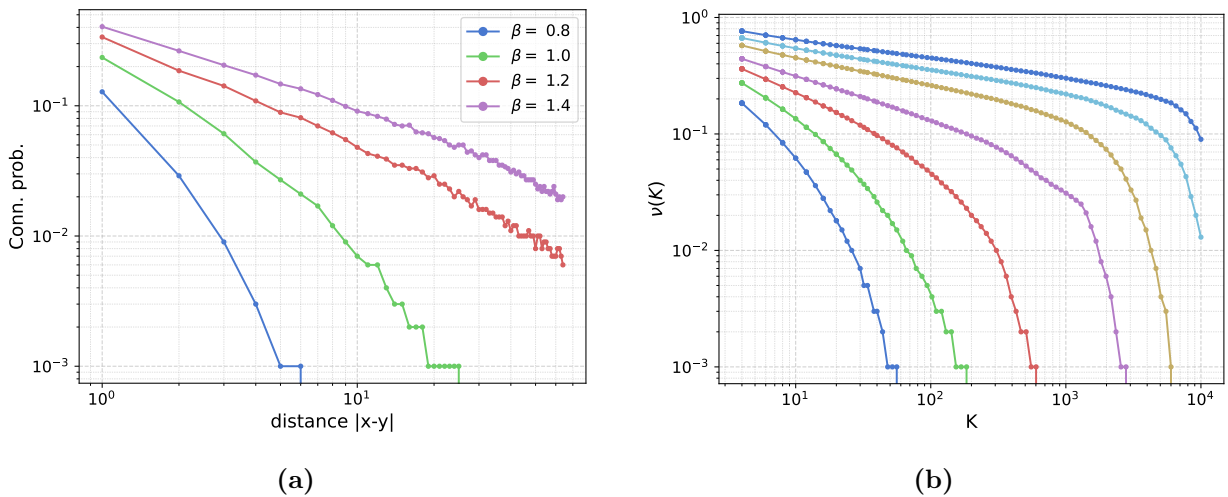 Conn. prob.
10⁻¹
10⁻²
10⁻³
10⁰
10¹
distance |x-y|
β = 0.8
β = 1.0
β = 1.2
β = 1.4
(a)
ν(K)
10⁰
10⁻¹
10⁻²
10⁻³
10¹
10²
10³
10⁴
K
(b)